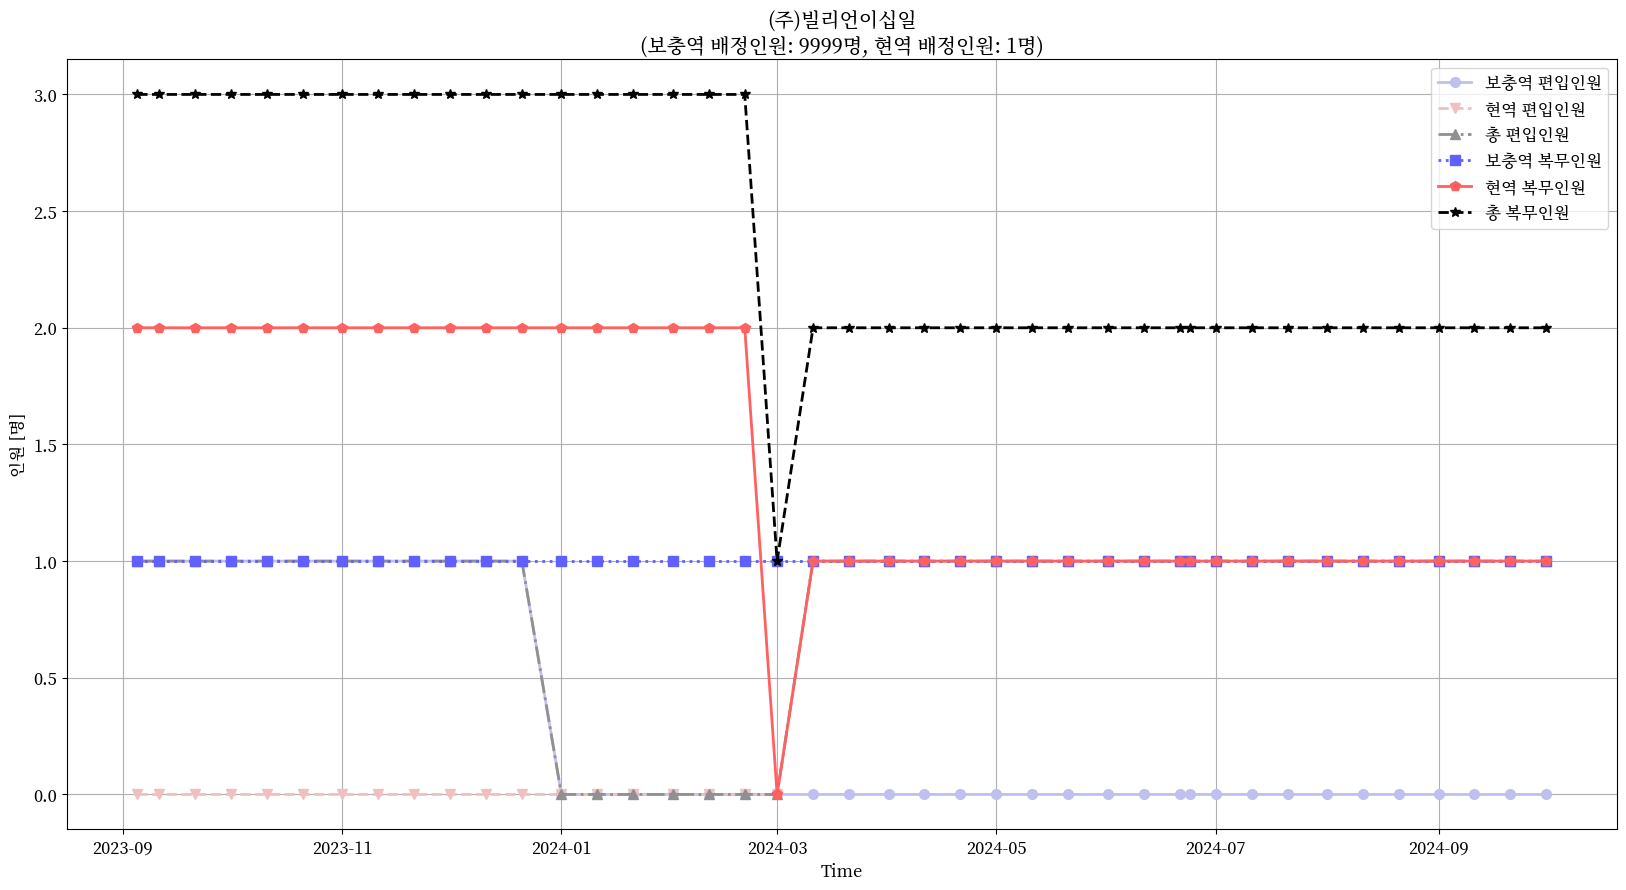 (주)빌리언이십일
(보충역 배정인원: 9999명, 현역 배정인원: 1명)
보충역 편입인원
현역 편입인원
총 편입인원
보충역 복무인원
현역 복무인원
총 복무인원
인원 [명]
3.0
2.5
2.0
1.5
1.0
0.5
0.0
2023-09 2023-11 2024-01 2024-03 2024-05 2024-07 2024-09
Time